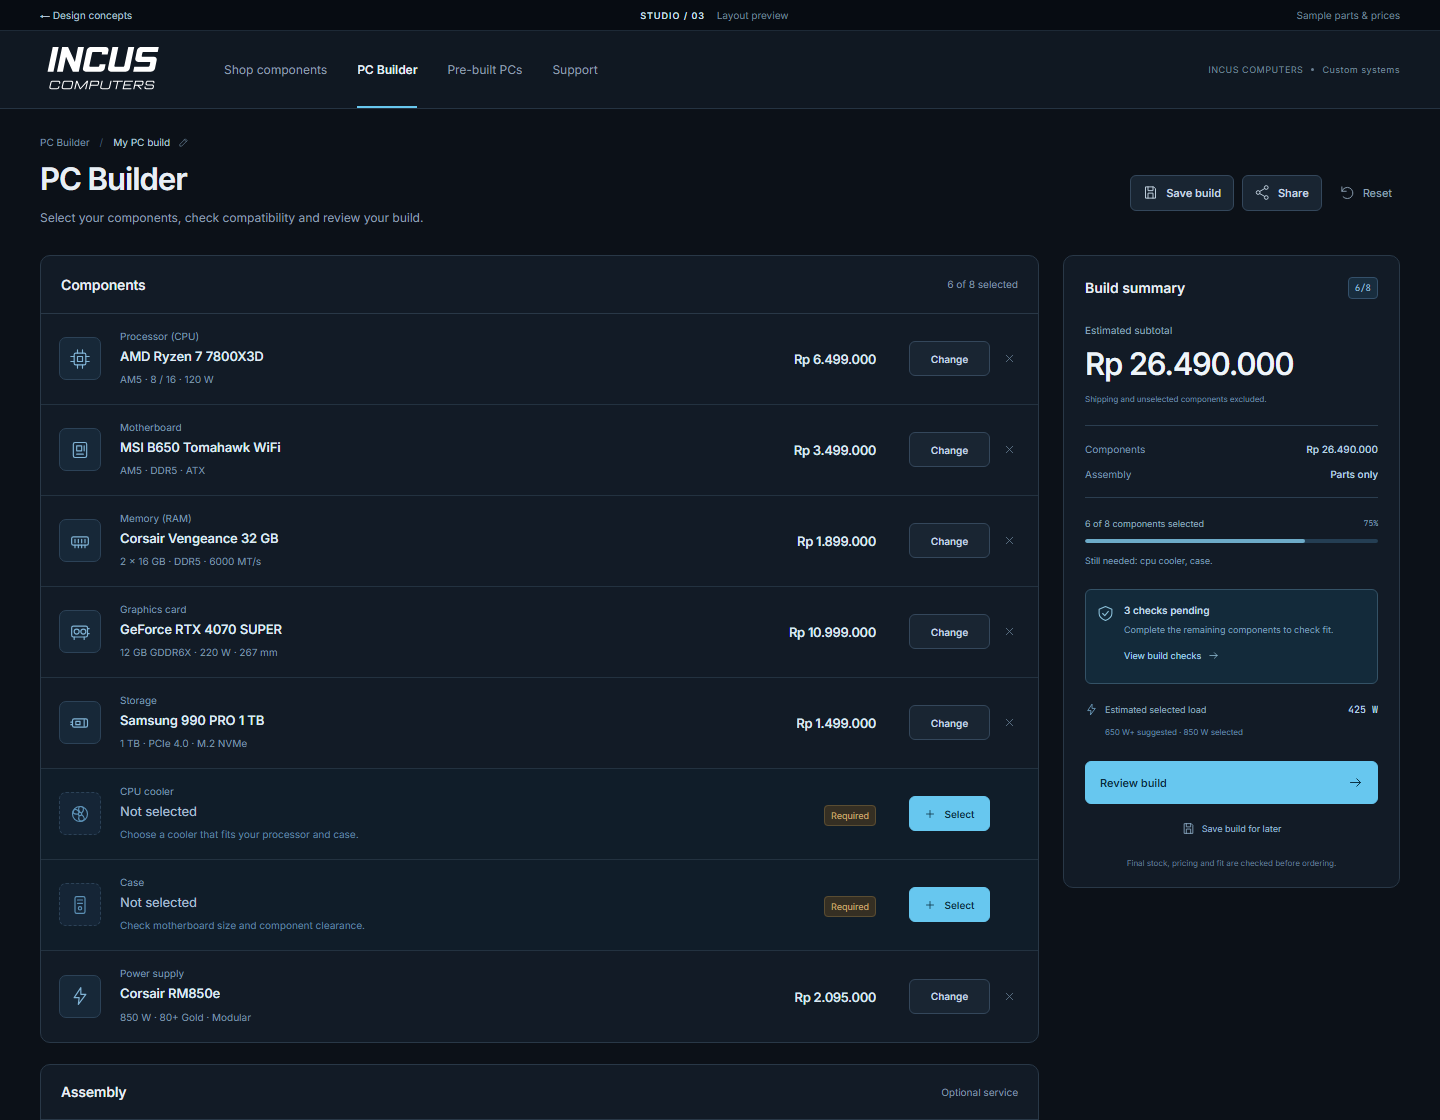 ← Design concepts
STUDIO / 03 Layout preview
Sample parts & prices
INCUS
COMPUTERS
Shop components
PC Builder
Pre-built PCs
Support
INCUS COMPUTERS • Custom systems
PC Builder / My PC build
PC Builder
Select your components, check compatibility and review your build.
Save build
Share
Reset
Components
6 of 8 selected
Processor (CPU)
AMD Ryzen 7 7800X3D
AM5 · 8 / 16 · 120 W
Rp 6.499.000
Change
Motherboard
MSI B650 Tomahawk WiFi
AM5 · DDR5 · ATX
Rp 3.499.000
Change
Memory (RAM)
Corsair Vengeance 32 GB
2 × 16 GB · DDR5 · 6000 MT/s
Rp 1.899.000
Change
Graphics card
GeForce RTX 4070 SUPER
12 GB GDDR6X · 220 W · 267 mm
Rp 10.999.000
Change
Storage
Samsung 990 PRO 1 TB
1 TB · PCIe 4.0 · M.2 NVMe
Rp 1.499.000
Change
CPU cooler
Not selected
Choose a cooler that fits your processor and case.
Required
+ Select
Case
Not selected
Check motherboard size and component clearance.
Required
+ Select
Power supply
Corsair RM850e
850 W · 80+ Gold · Modular
Rp 2.095.000
Change
Assembly
Optional service
Build summary
6/8
Estimated subtotal
Rp 26.490.000
Shipping and unselected components excluded.
Components Rp 26.490.000
Assembly Parts only
6 of 8 components selected 75%
Still needed: cpu cooler, case.
3 checks pending
Complete the remaining components to check fit.
View build checks →
Estimated selected load 425 W
650 W+ suggested · 850 W selected
Review build →
Save build for later
Final stock, pricing and fit are checked before ordering.